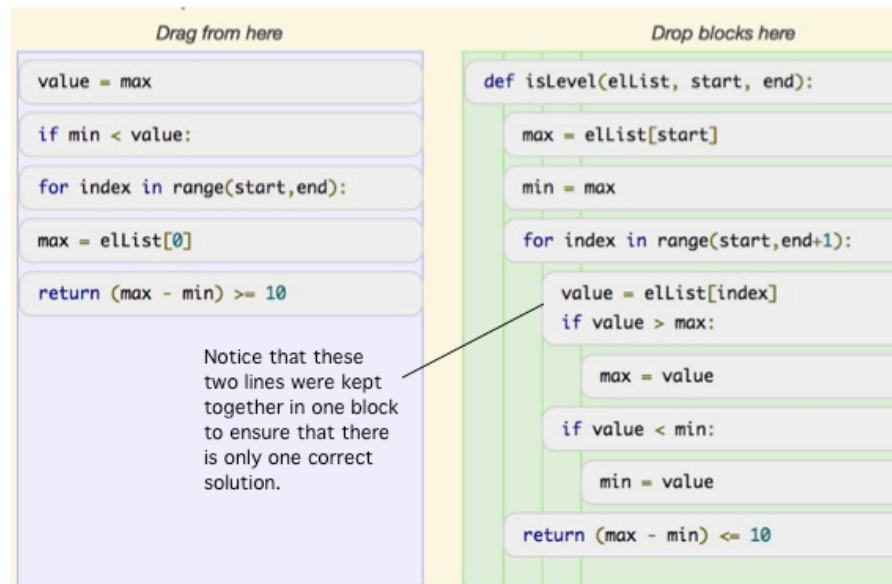 Drag from here
value = max
if min < value:
for index in range(start,end):
max = elList[0]
return (max - min) >= 10
Notice that these
two lines were kept
together in one block
to ensure that there
is only one correct
solution.
Drop blocks here
def isLevel(elList, start, end):
max = elList[start]
min = max
for index in range(start,end+1):
value = elList[index]
if value > max:
max = value
if value < min:
min = value
return (max - min) <= 10